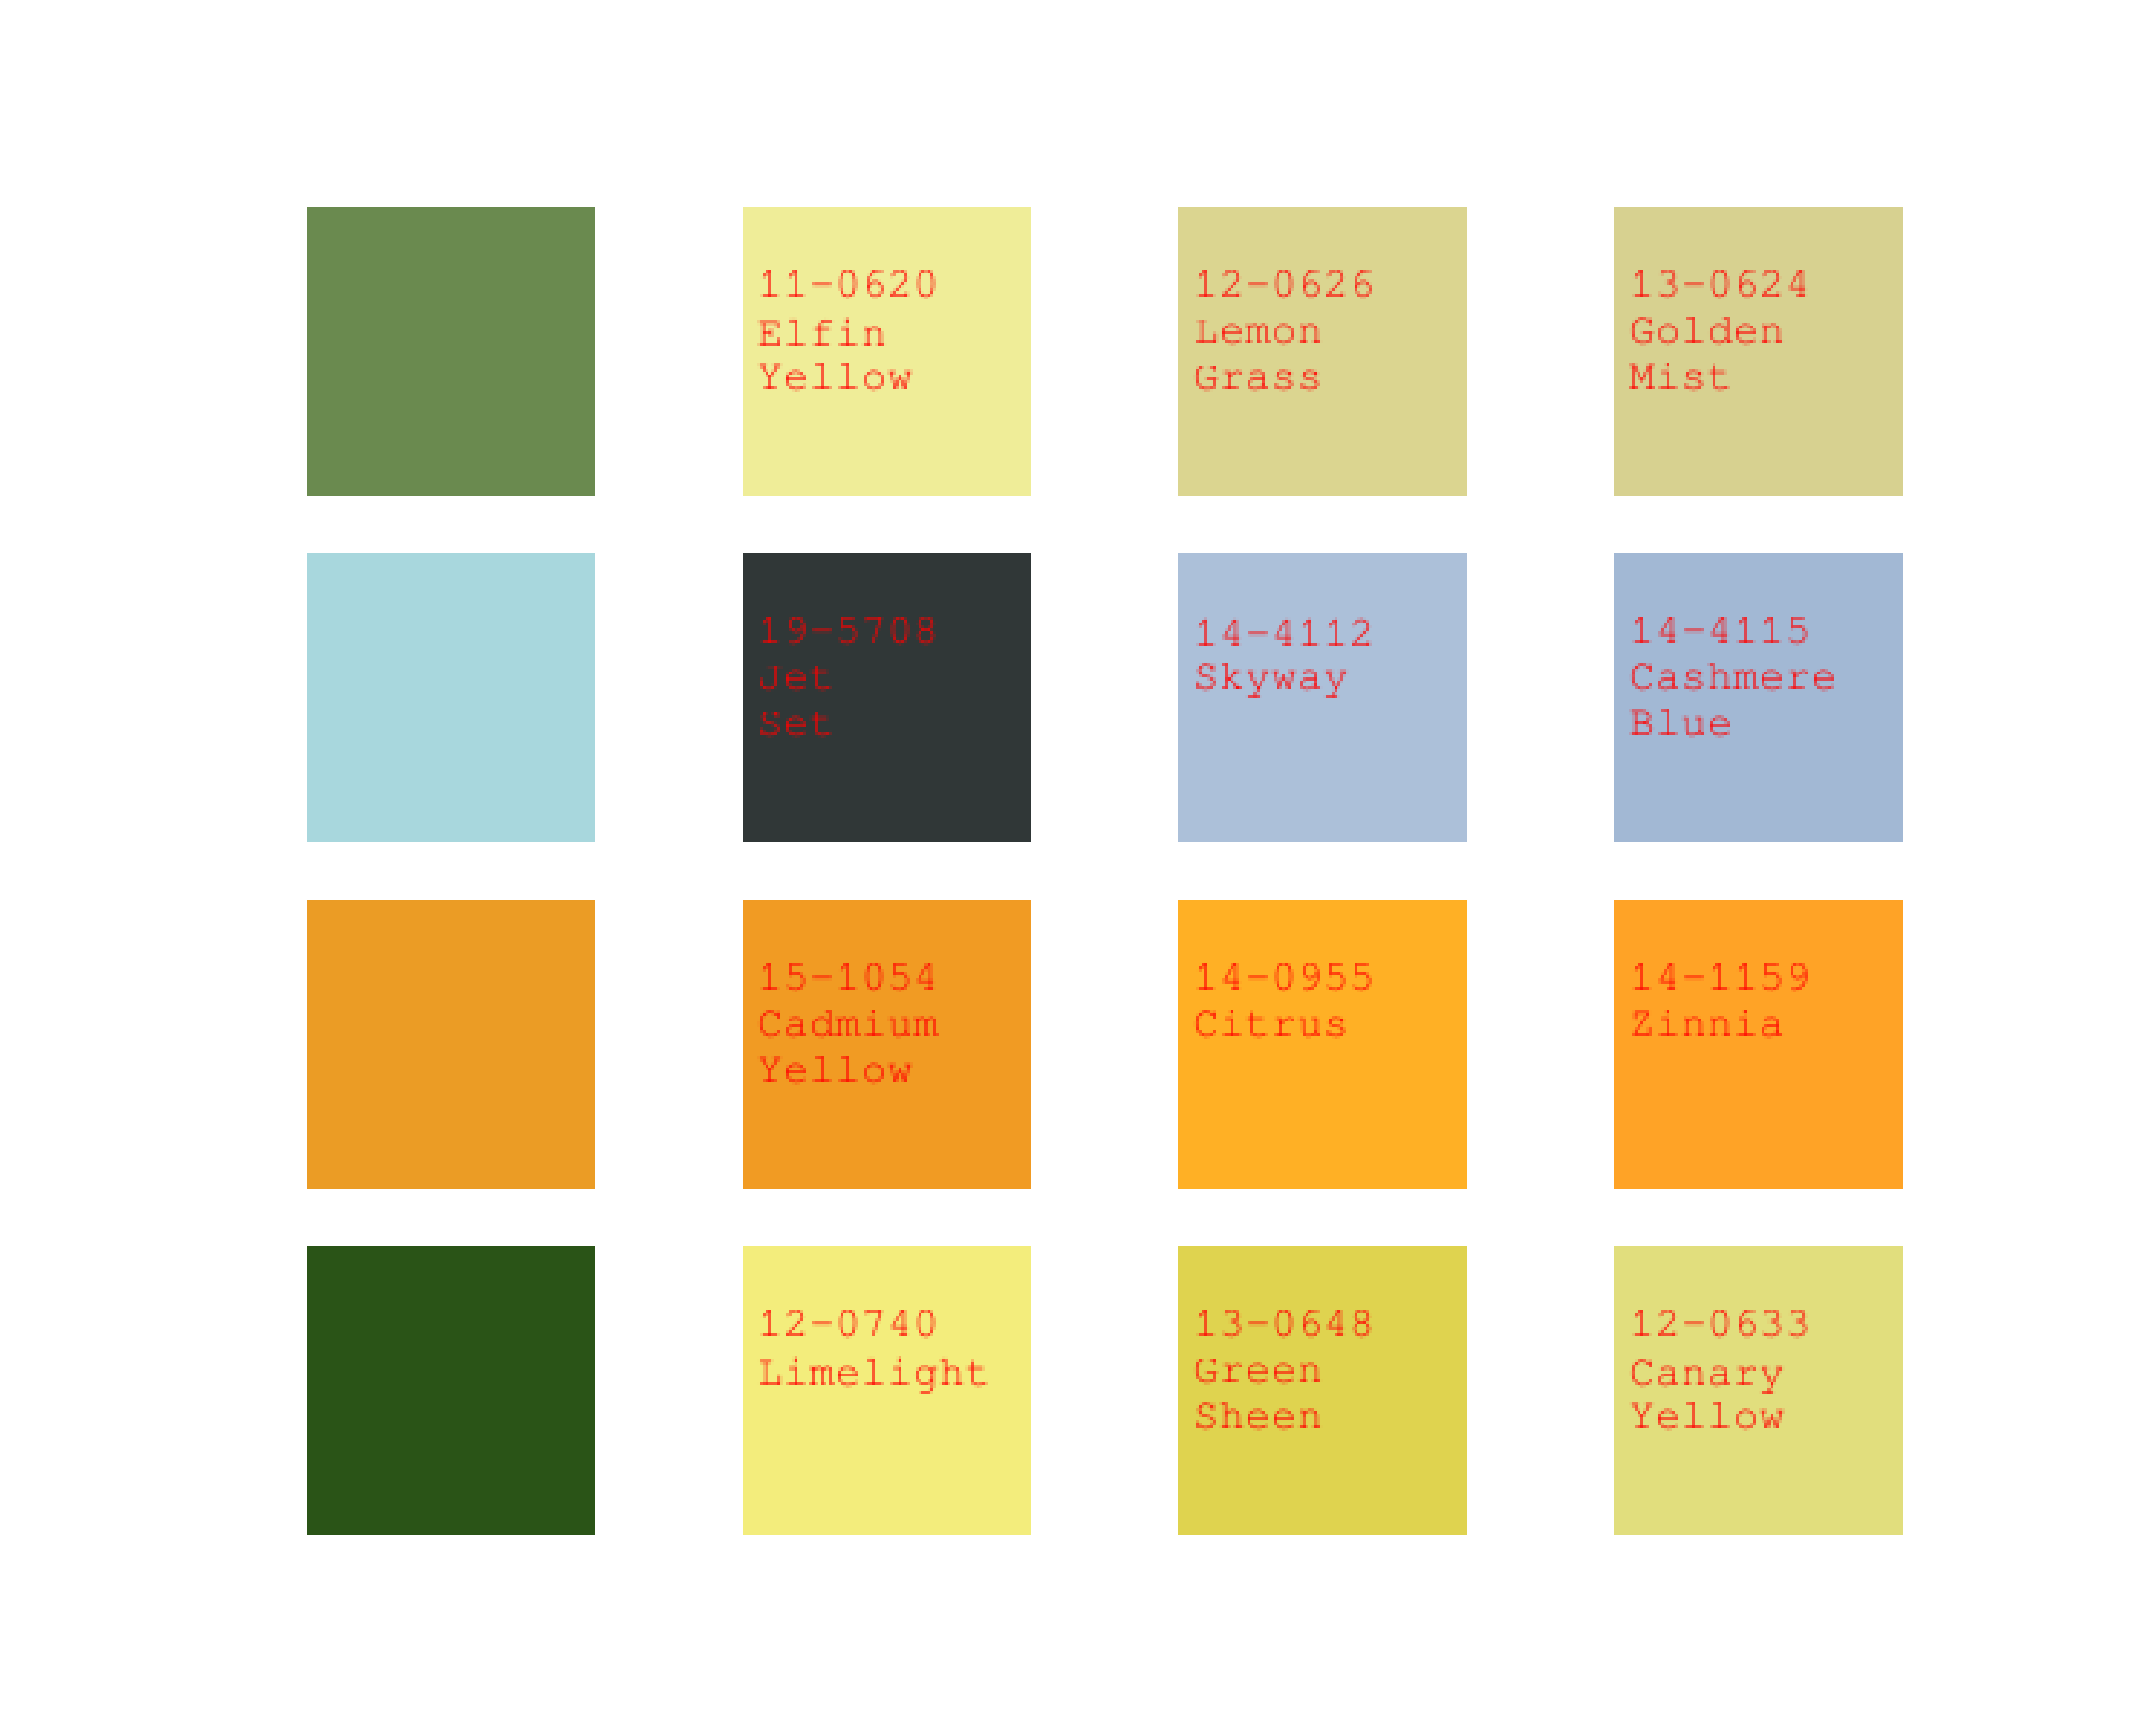 11-0620
Elfin
Yellow
12-0626
Lemon
Grass
13-0624
Golden
Mist
19-5708
Jet
Set
14-4112
Skyway
14-4115
Cashmere
Blue
15-1054
Cadmium
Yellow
14-0955
Citrus
14-1159
Zinnia
12-0740
Limelight
13-0648
Green
Sheen
12-0633
Canary
Yellow